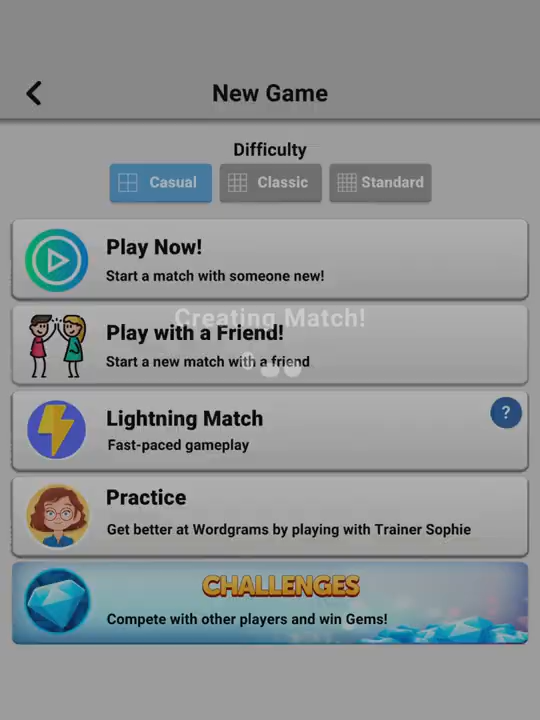 New Game
Difficulty
Casual
Classic
Standard
Play Now!
Start a match with someone new!
Creating Match!
Play with a Friend!
Start a new match with a friend
Lightning Match
?
Fast-paced gameplay
Practice
Get better at Wordgrams by playing with Trainer Sophie
CHALLENGES
Compete with other players and win Gems!